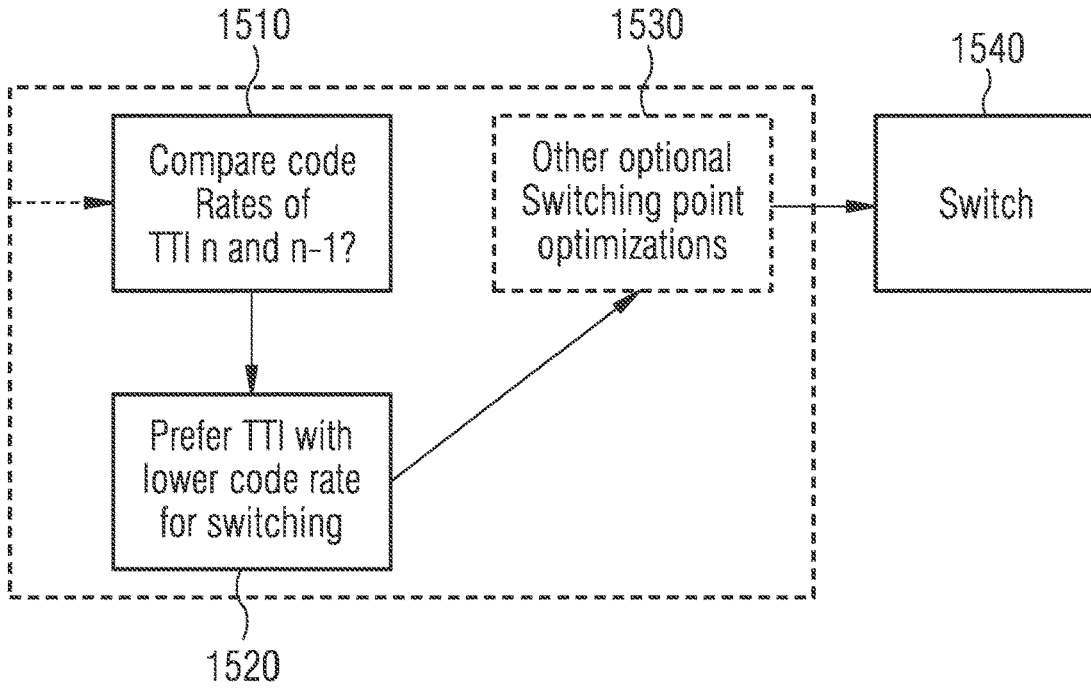 1510
1530
1540
Compare code
Rates of
TTI n and n-1?
Other optional
Switching point
optimizations
Switch
Prefer TTI with
lower code rate
for switching
1520